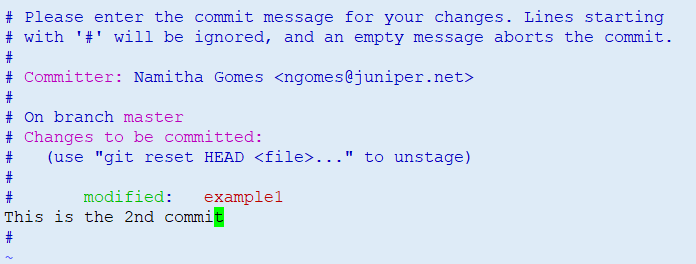 # Please enter the commit message for your changes. Lines starting
# with '#' will be ignored, and an empty message aborts the commit.
#
# Committer: Namitha Gomes <ngomes@juniper.net>
#
# On branch master
# Changes to be committed:
#   (use "git reset HEAD <file>..." to unstage)
#
#       modified:   example1
This is the 2nd commit
#
~